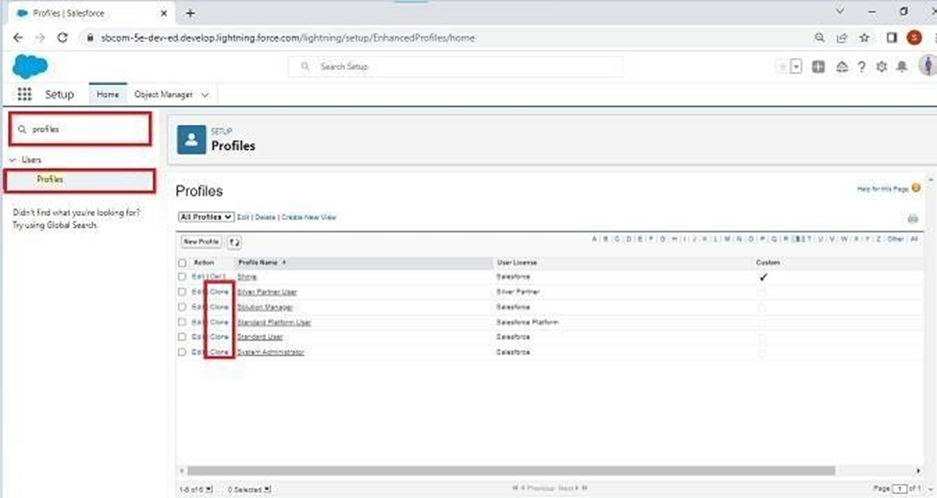 Profiles | Salesforce
sbcom-5e-dev-ed.develop.lightning.force.com/lightning/setup/EnhancedProfiles/home
S
Search Setup
Setup Home Object Manager
profiles
Users
Profiles
Didn't find what you're looking for?
Try using Global Search.
SETUP
Profiles
Profiles
Help for this Page
All Profiles Edit | Delete | Create New View
New Profile
A | B | C | D | E | F | G | H | I | J | K | L | M | N | O | P | Q | R | S | T | U | V | W | X | Y | Z | Other | All
Action Profile Name User License Custom
Edit | Del | Salesforce
Edit Clone Silver Partner User Silver Partner
Edit Clone Solution Manager Salesforce
Edit Clone Standard Platform User Salesforce Platform
Edit Clone Standard User Salesforce
Edit Clone System Administrator Salesforce
1-6 of 6 0 Selected Previous Next Page 1 of 1